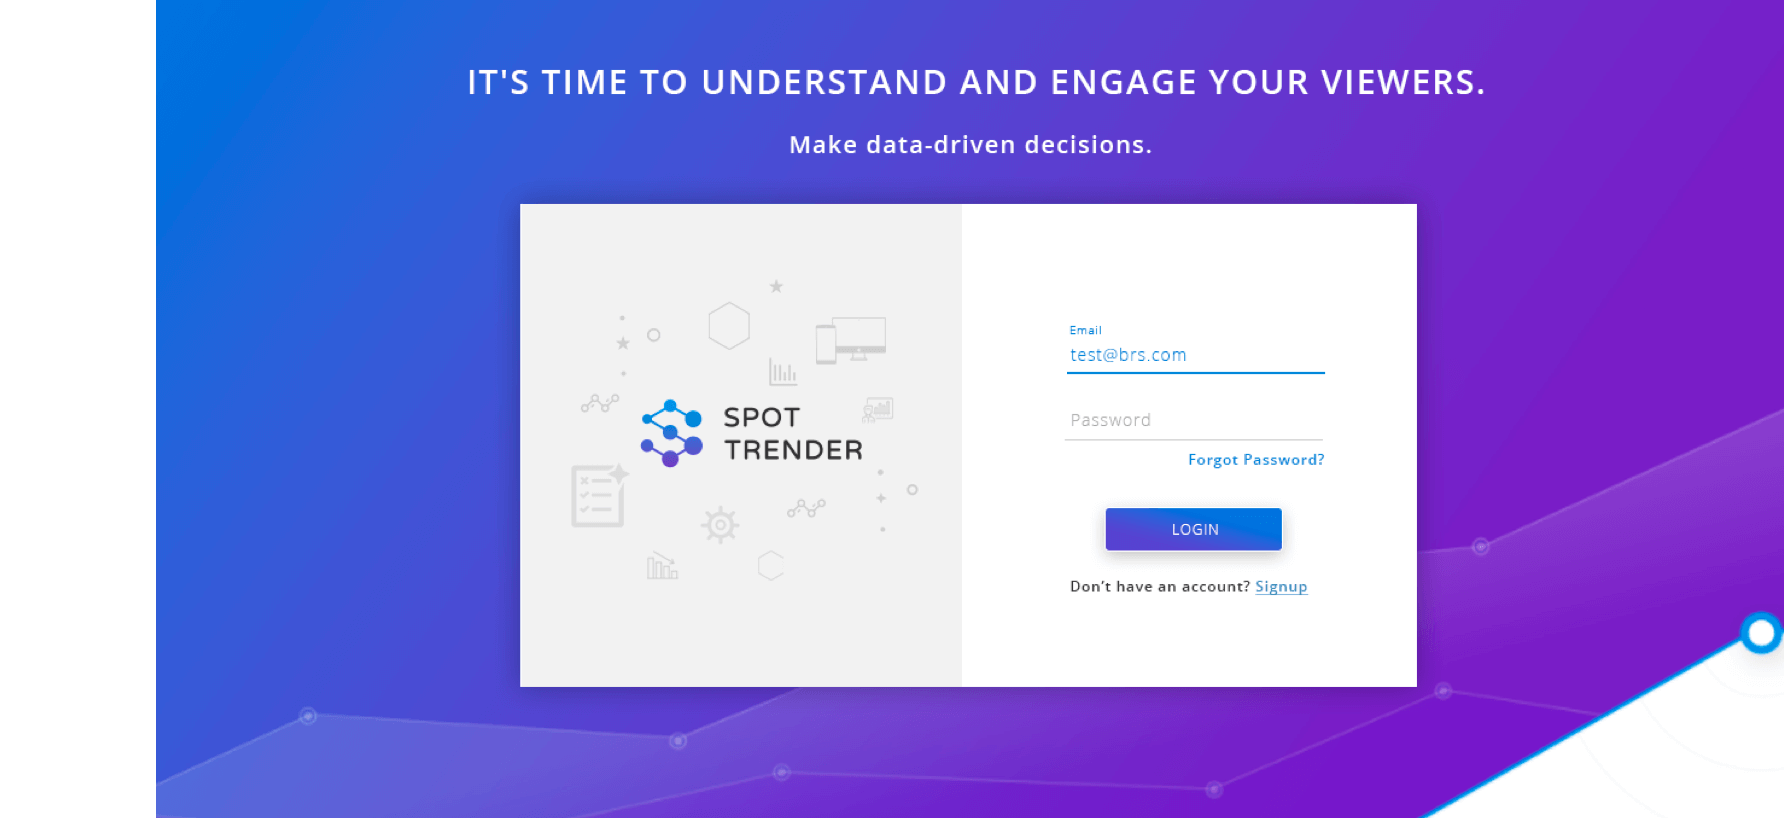 IT'S TIME TO UNDERSTAND AND ENGAGE YOUR VIEWERS.
Make data-driven decisions.
SPOT
TRENDER
Email
test@brs.com
Password
Forgot Password?
LOGIN
Don’t have an account? Signup